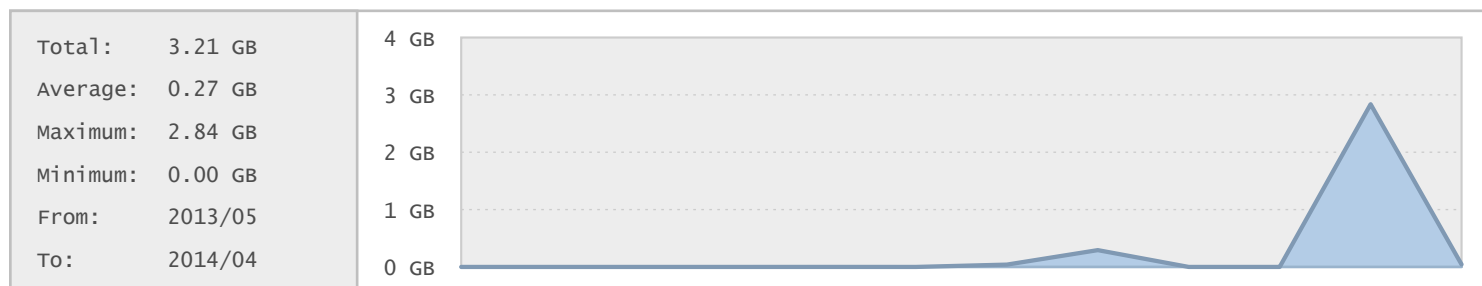 Total: 3.21 GB
Average: 0.27 GB
Maximum: 2.84 GB
Minimum: 0.00 GB
From: 2013/05
To: 2014/04
4 GB
3 GB
2 GB
1 GB
0 GB